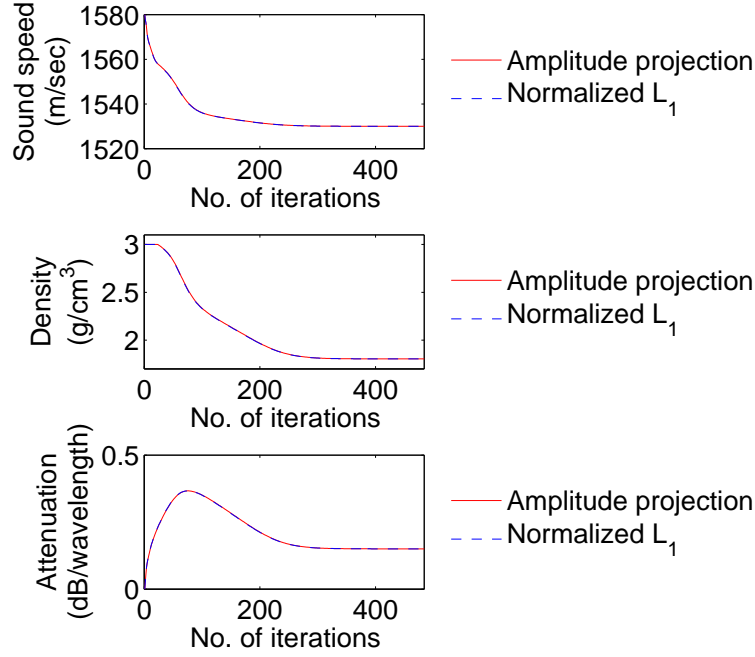 Sound speed
(m/sec)
1580
1560
1540
1520
0
200
400
No. of iterations
Amplitude projection
Normalized L1
Density
(g/cm3)
3
2.5
2
0
200
400
No. of iterations
Amplitude projection
Normalized L1
Attenuation
(dB/wavelength)
0.5
0
0
200
400
No. of iterations
Amplitude projection
Normalized L1